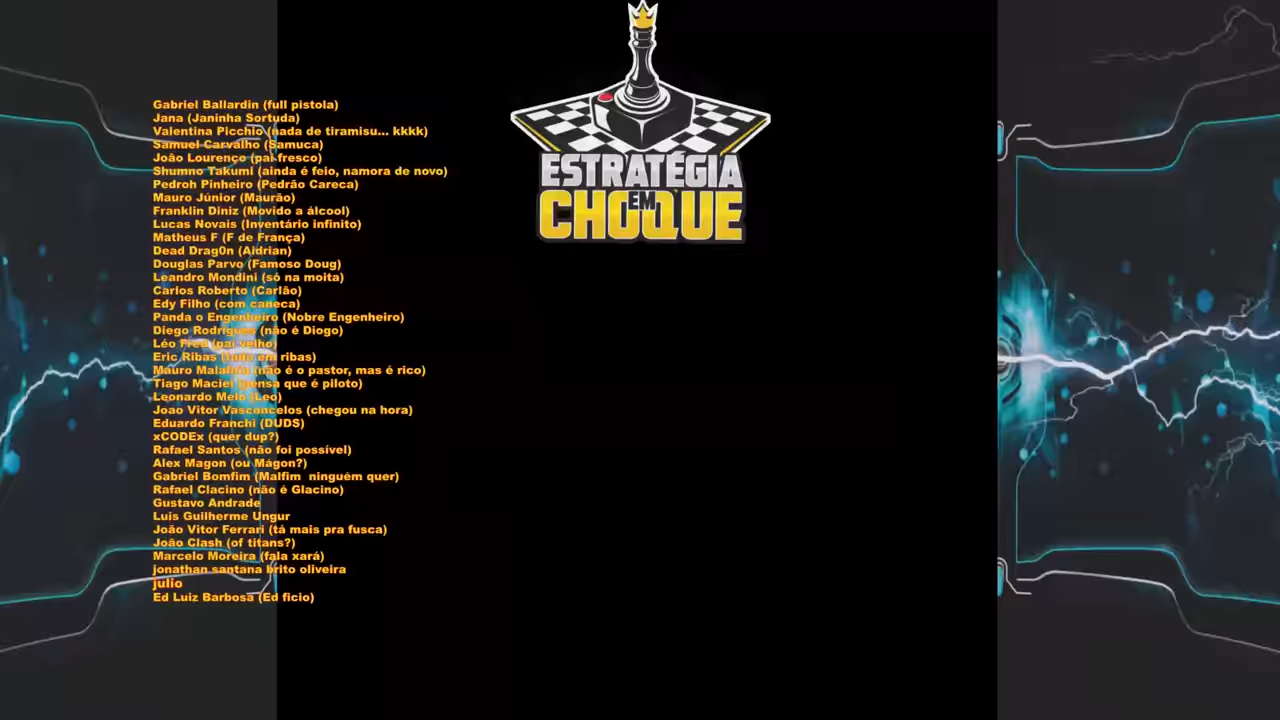 ESTRATÉGIA
EM
CHOQUE
Gabriel Ballardin (full pistola)
Jana (Janinha Sortuda)
Valentina Picchio (nada de tiramisu... kkkk)
Samuel Carvalho (Samuca)
João Lourenço (pai fresco)
Shumno Takumi (ainda é feio, namora de novo)
Pedroh Pinheiro (Pedrão Careca)
Mauro Júnior (Maurão)
Franklin Diniz (Movido a álcool)
Lucas Novais (Inventário infinito)
Matheus F (F de França)
Dead Drag0n (Aidrian)
Douglas Parvo (Famoso Doug)
Leandro Mondini (só na moita)
Carlos Roberto (Carlão)
Edy Filho (com caneca)
Panda o Engenheiro (Nobre Engenheiro)
Diego Rodrigues (não é Diogo)
Léo Fred (pai velho)
Eric Ribas (tudo em ribas)
Mauro Malafaia (não é o pastor, mas é rico)
Tiago Maciel (pensa que é piloto)
Leonardo Melo (Leo)
Joao Vitor Vasconcelos (chegou na hora)
Eduardo Franchi (DUDS)
xCODEx (quer dup?)
Rafael Santos (não foi possível)
Alex Magon (ou Mágon?)
Gabriel Bomfim (Malfim  ninguém quer)
Rafael Clacino (não é Glacino)
Gustavo Andrade
Luis Guilherme Ungur
João Vitor Ferrari (tá mais pra fusca)
João Clash (of titans?)
Marcelo Moreira (fala xará)
jonathan santana brito oliveira
julio
Ed Luiz Barbosa (Ed ficio)